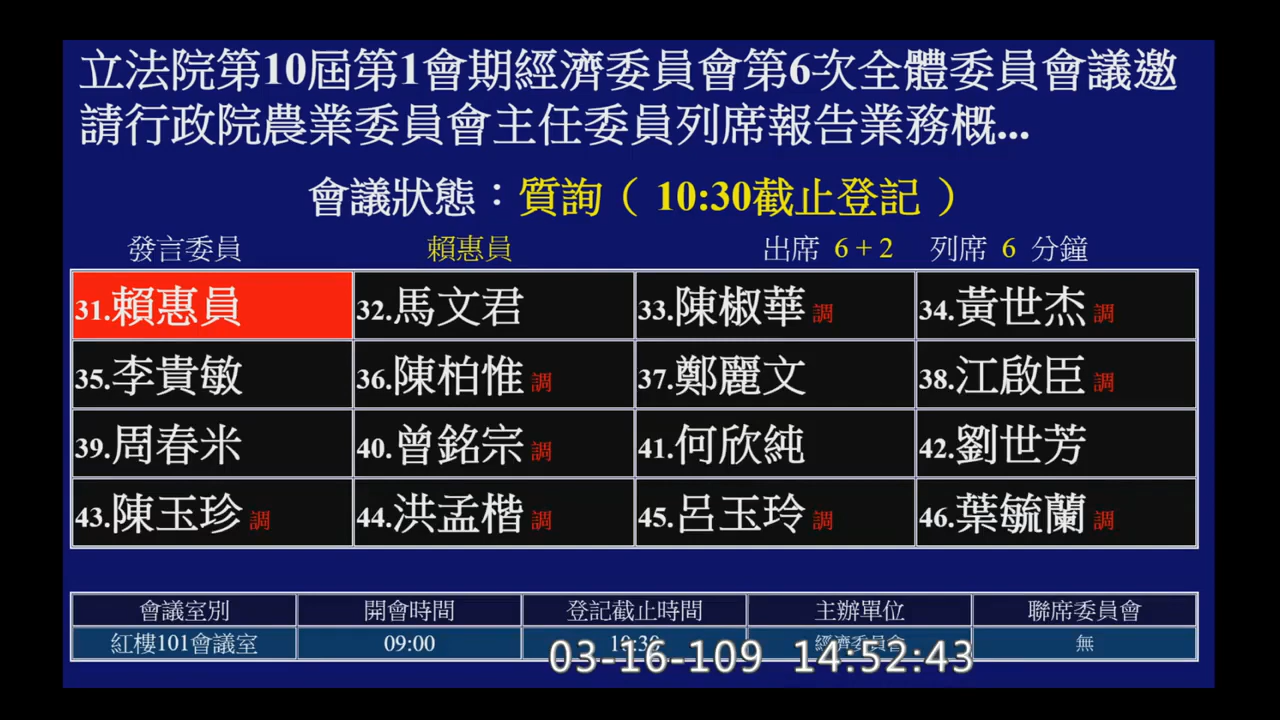 立法院第10屆第1會期經濟委員會第6次全體委員會議邀
請行政院農業委員會主任委員列席報告業務概...
會議狀態：質詢（ 10:30截止登記 ）
發言委員 賴惠員 出席 6 + 2 列席 6 分鐘
31.賴惠員 32.馬文君 33.陳椒華 調 34.黃世杰 調
35.李貴敏 36.陳柏惟 調 37.鄭麗文 38.江啟臣 調
39.周春米 40.曾銘宗 調 41.何欣純 42.劉世芳
43.陳玉珍 調 44.洪孟楷 調 45.呂玉玲 調 46.葉毓蘭 調
會議室別 開會時間 登記截止時間 主辦單位 聯席委員會
紅樓101會議室 09:00 10:30 經濟委員會 無
03-16-109 14:52:43